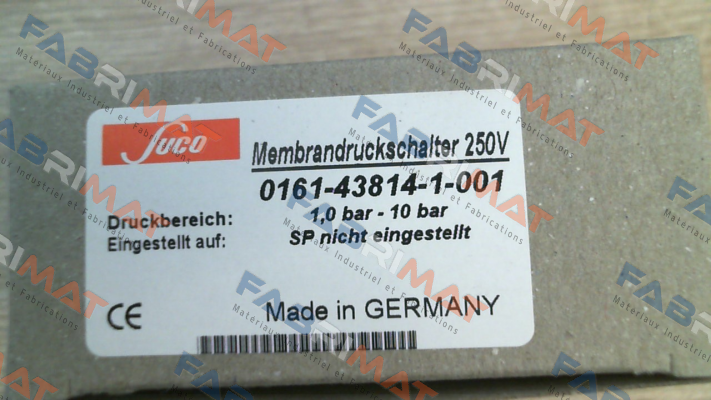 Suco
Membrandruckschalter 250V
0161-43814-1-001
Druckbereich: 1,0 bar - 10 bar
Eingestellt auf: SP nicht eingestellt
CE Made in GERMANY
FABRIMAT
Matériaux Industriel et Fabrications